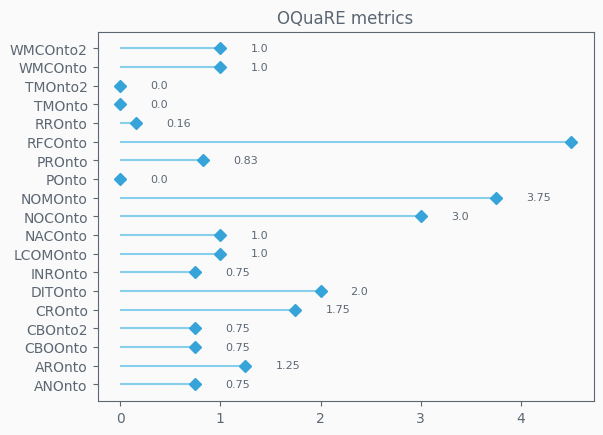 OQuaRE metrics
WMCOnto2 1.0
WMCOnto 1.0
TMOnto2 0.0
TMOnto 0.0
RROnto 0.16
RFCOnto
PROnto 0.83
POnto 0.0
NOMOnto 3.75
NOCOnto 3.0
NACOnto 1.0
LCOMOnto 1.0
INROnto 0.75
DITOnto 2.0
CROnto 1.75
CBOnto2 0.75
CBOOnto 0.75
AROnto 1.25
ANOnto 0.75
0 1 2 3 4